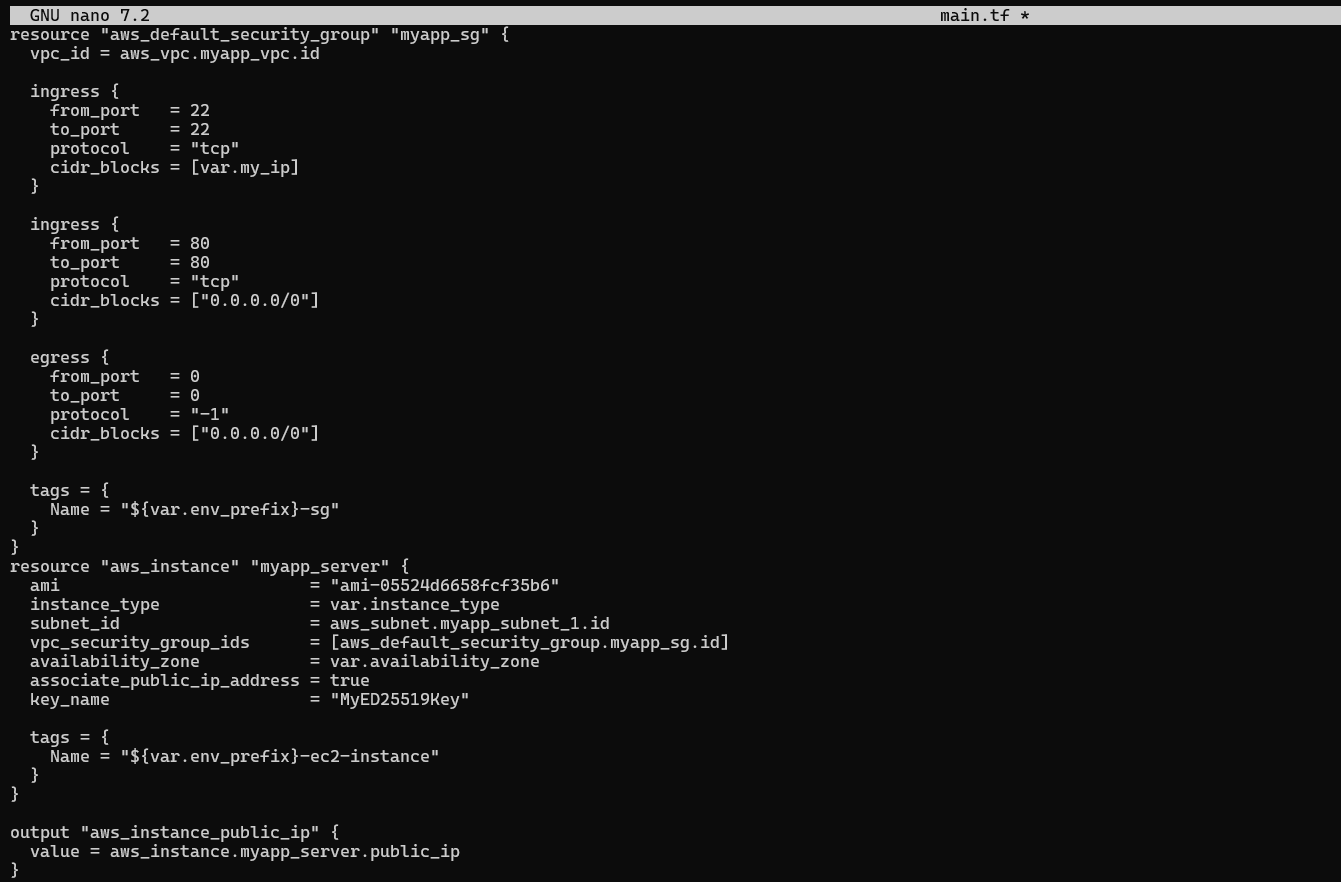 GNU nano 7.2 main.tf *
resource "aws_default_security_group" "myapp_sg" {
  vpc_id = aws_vpc.myapp_vpc.id

  ingress {
    from_port   = 22
    to_port     = 22
    protocol    = "tcp"
    cidr_blocks = [var.my_ip]
  }

  ingress {
    from_port   = 80
    to_port     = 80
    protocol    = "tcp"
    cidr_blocks = ["0.0.0.0/0"]
  }

  egress {
    from_port   = 0
    to_port     = 0
    protocol    = "-1"
    cidr_blocks = ["0.0.0.0/0"]
  }

  tags = {
    Name = "${var.env_prefix}-sg"
  }
}
resource "aws_instance" "myapp_server" {
  ami                         = "ami-05524d6658fcf35b6"
  instance_type               = var.instance_type
  subnet_id                   = aws_subnet.myapp_subnet_1.id
  vpc_security_group_ids      = [aws_default_security_group.myapp_sg.id]
  availability_zone           = var.availability_zone
  associate_public_ip_address = true
  key_name                    = "MyED25519Key"

  tags = {
    Name = "${var.env_prefix}-ec2-instance"
  }
}

output "aws_instance_public_ip" {
  value = aws_instance.myapp_server.public_ip
}